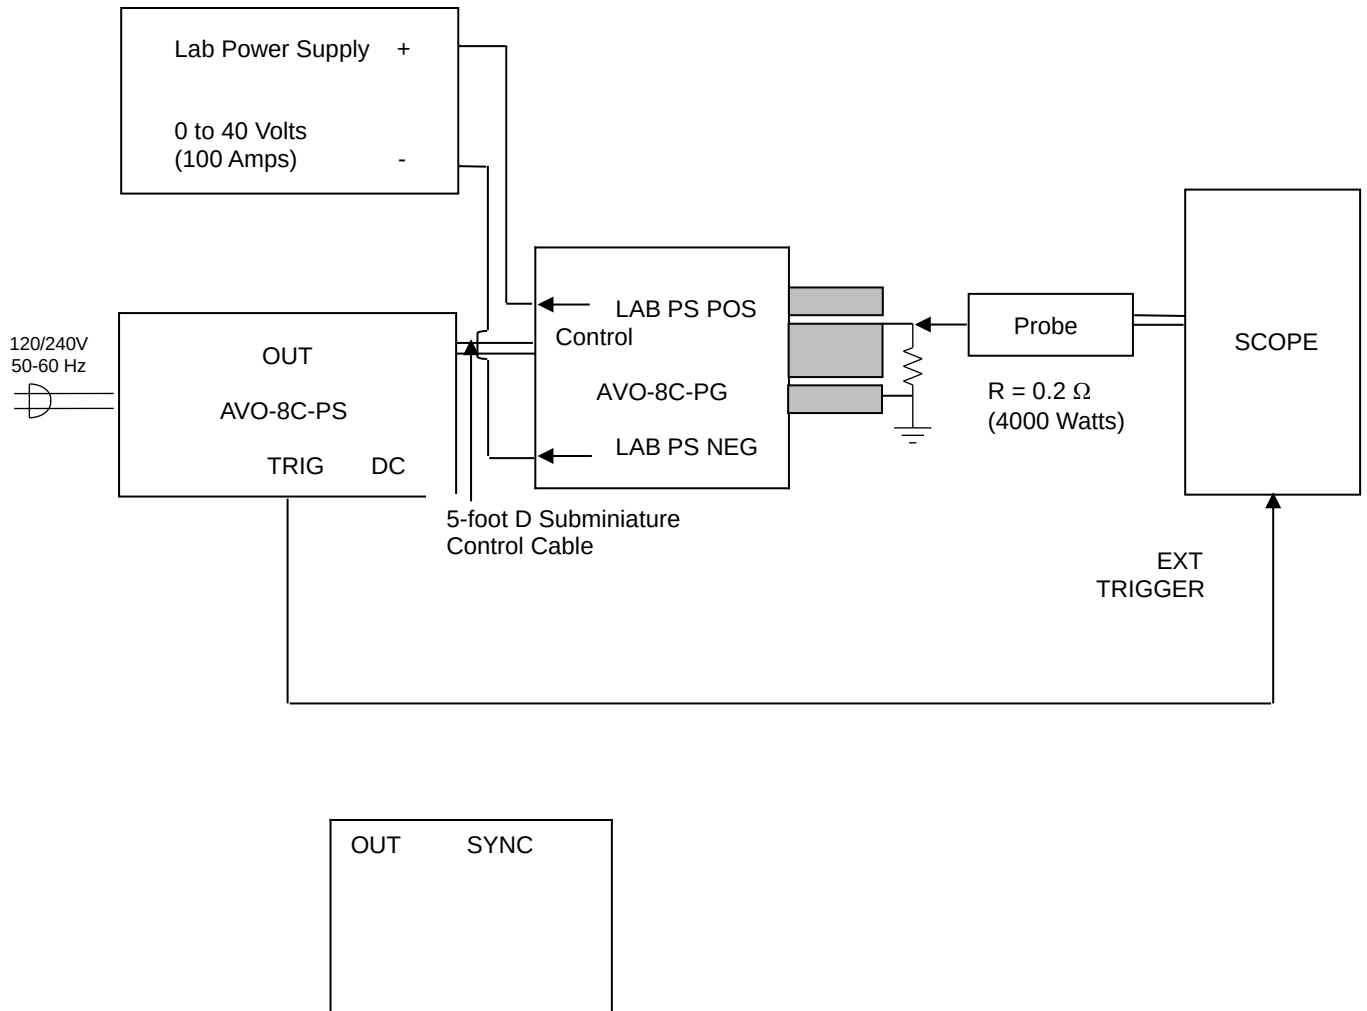 Lab Power Supply +
0 to 40 Volts
(100 Amps) -
LAB PS POS
Control
AVO-8C-PG
LAB PS NEG
120/240V
50-60 Hz
OUT
AVO-8C-PS
TRIG DC
5-foot D Subminiature
Control Cable
Probe
R = 0.2 Ω
(4000 Watts)
SCOPE
EXT
TRIGGER
OUT SYNC